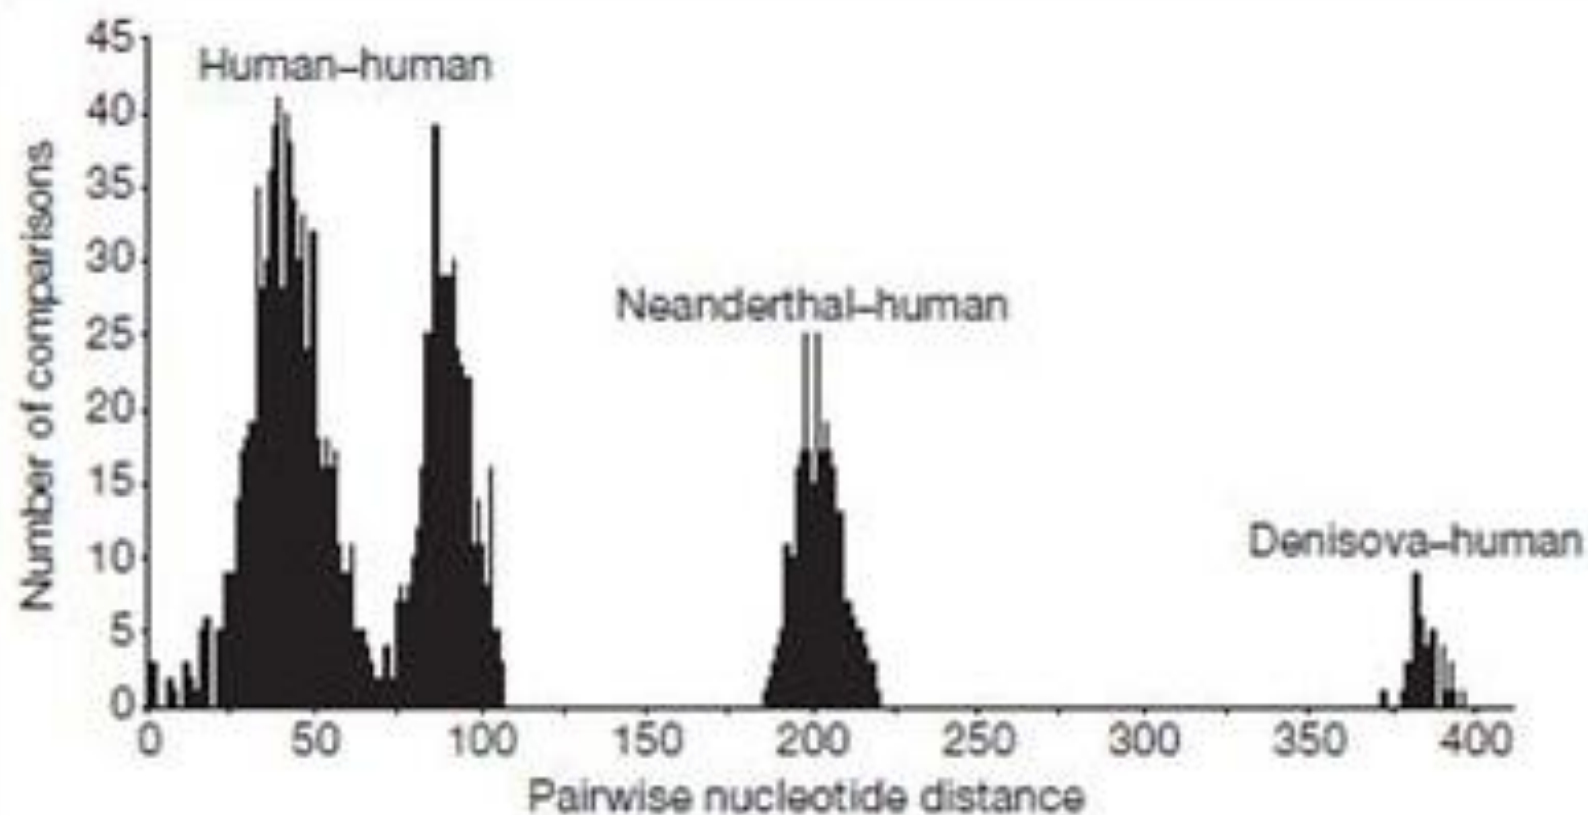 45
Human–human
40
35
30
Neanderthal–human
25
20
15
Denisova–human
10
5
0
0 50 100 150 200 250 300 350 400
Number of comparisons
Pairwise nucleotide distance